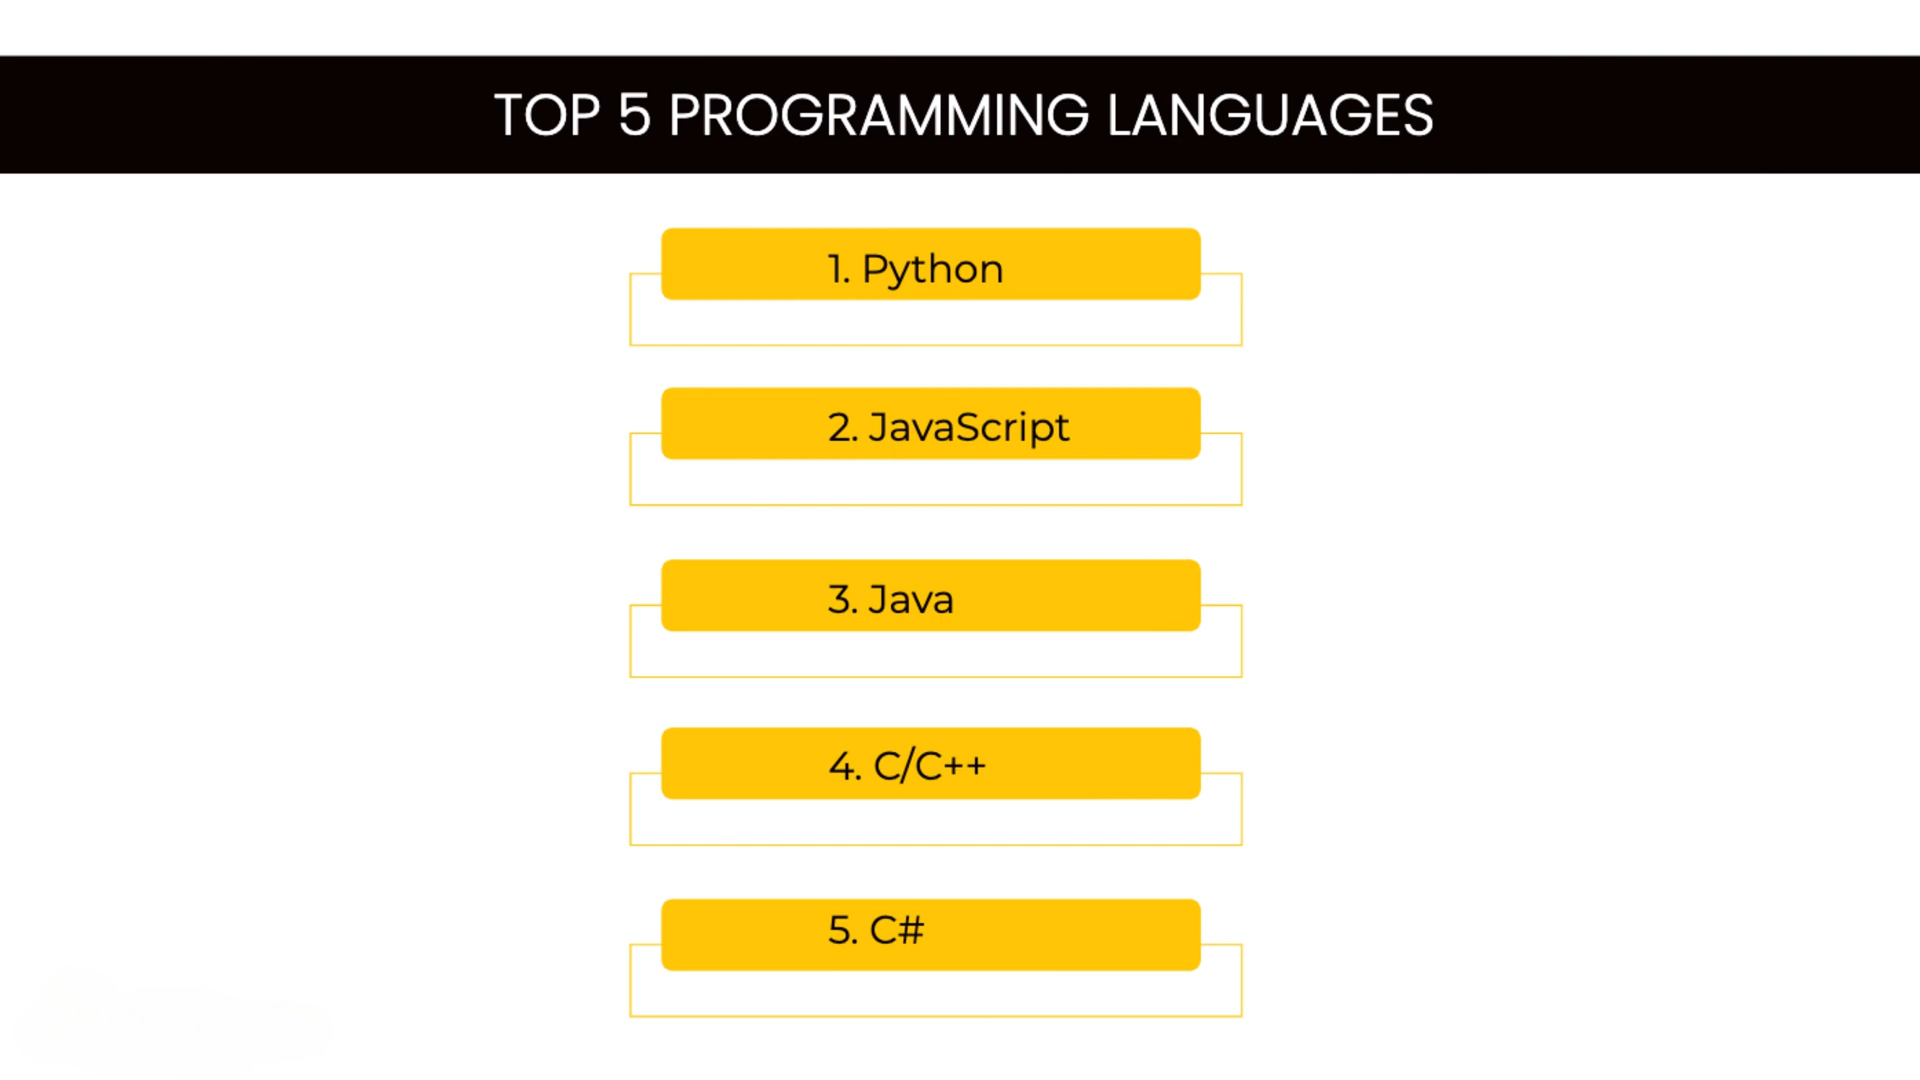 TOP 5 PROGRAMMING LANGUAGES
1. Python
2. JavaScript
3. Java
4. C/C++
5. C#